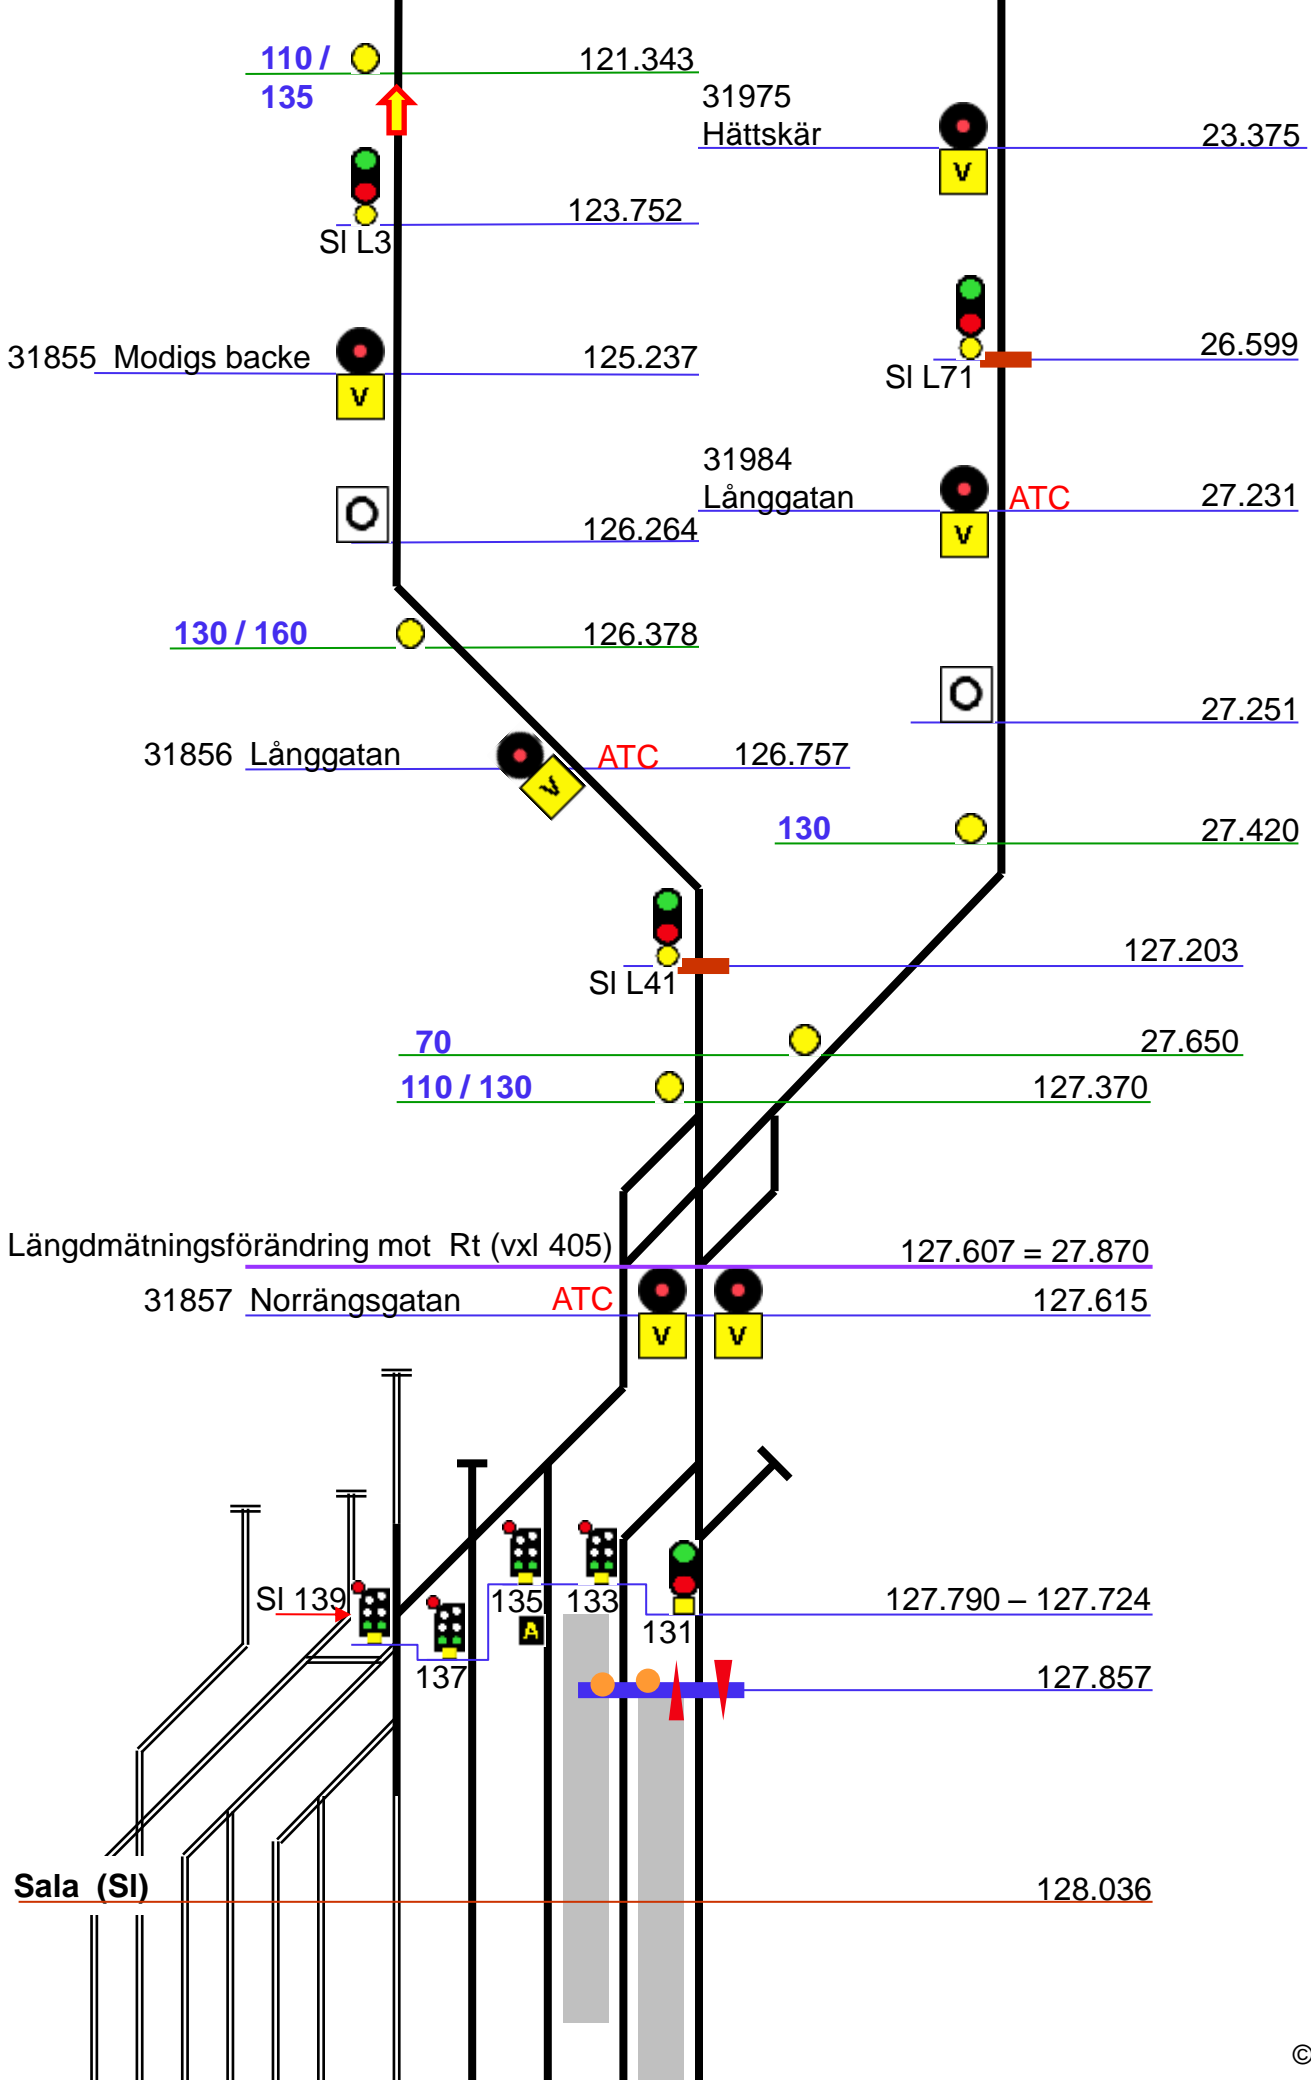 110 /
135
121.343
31975
Hättskär
V
23.375
123.752
Sl L3
31855 Modigs backe
V
125.237
26.599
Sl L71
31984
Långgatan
V
ATC
27.231
O
126.264
130 / 160
126.378
O
27.251
31856 Långgatan
V
ATC
126.757
130
27.420
127.203
Sl L41
70
27.650
110 / 130
127.370
Längdmätningsförändring mot Rt (vxl 405)
127.607 = 27.870
31857 Norrängsgatan
ATC
V
V
127.615
Sl 139
135
133
127.790 – 127.724
A
131
137
127.857
Sala (Sl)
128.036
©